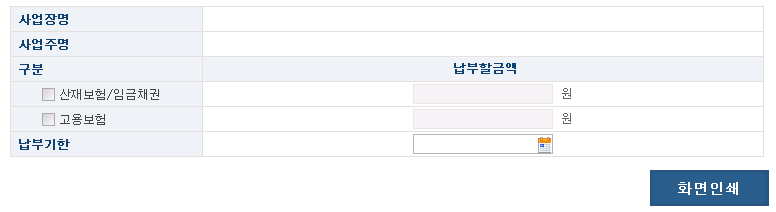 사업장명
사업주명
구분 납부할금액
산재보험/임금채권 원
고용보험 원
납부기한
화면인쇄